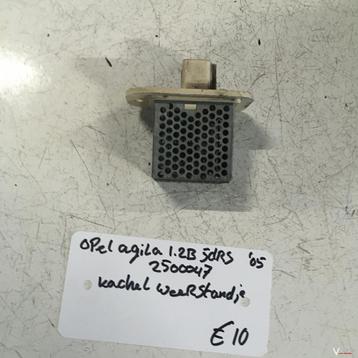 Opel agila 1.2B 5dRS '05
2500047
kachel weerstandje
€10